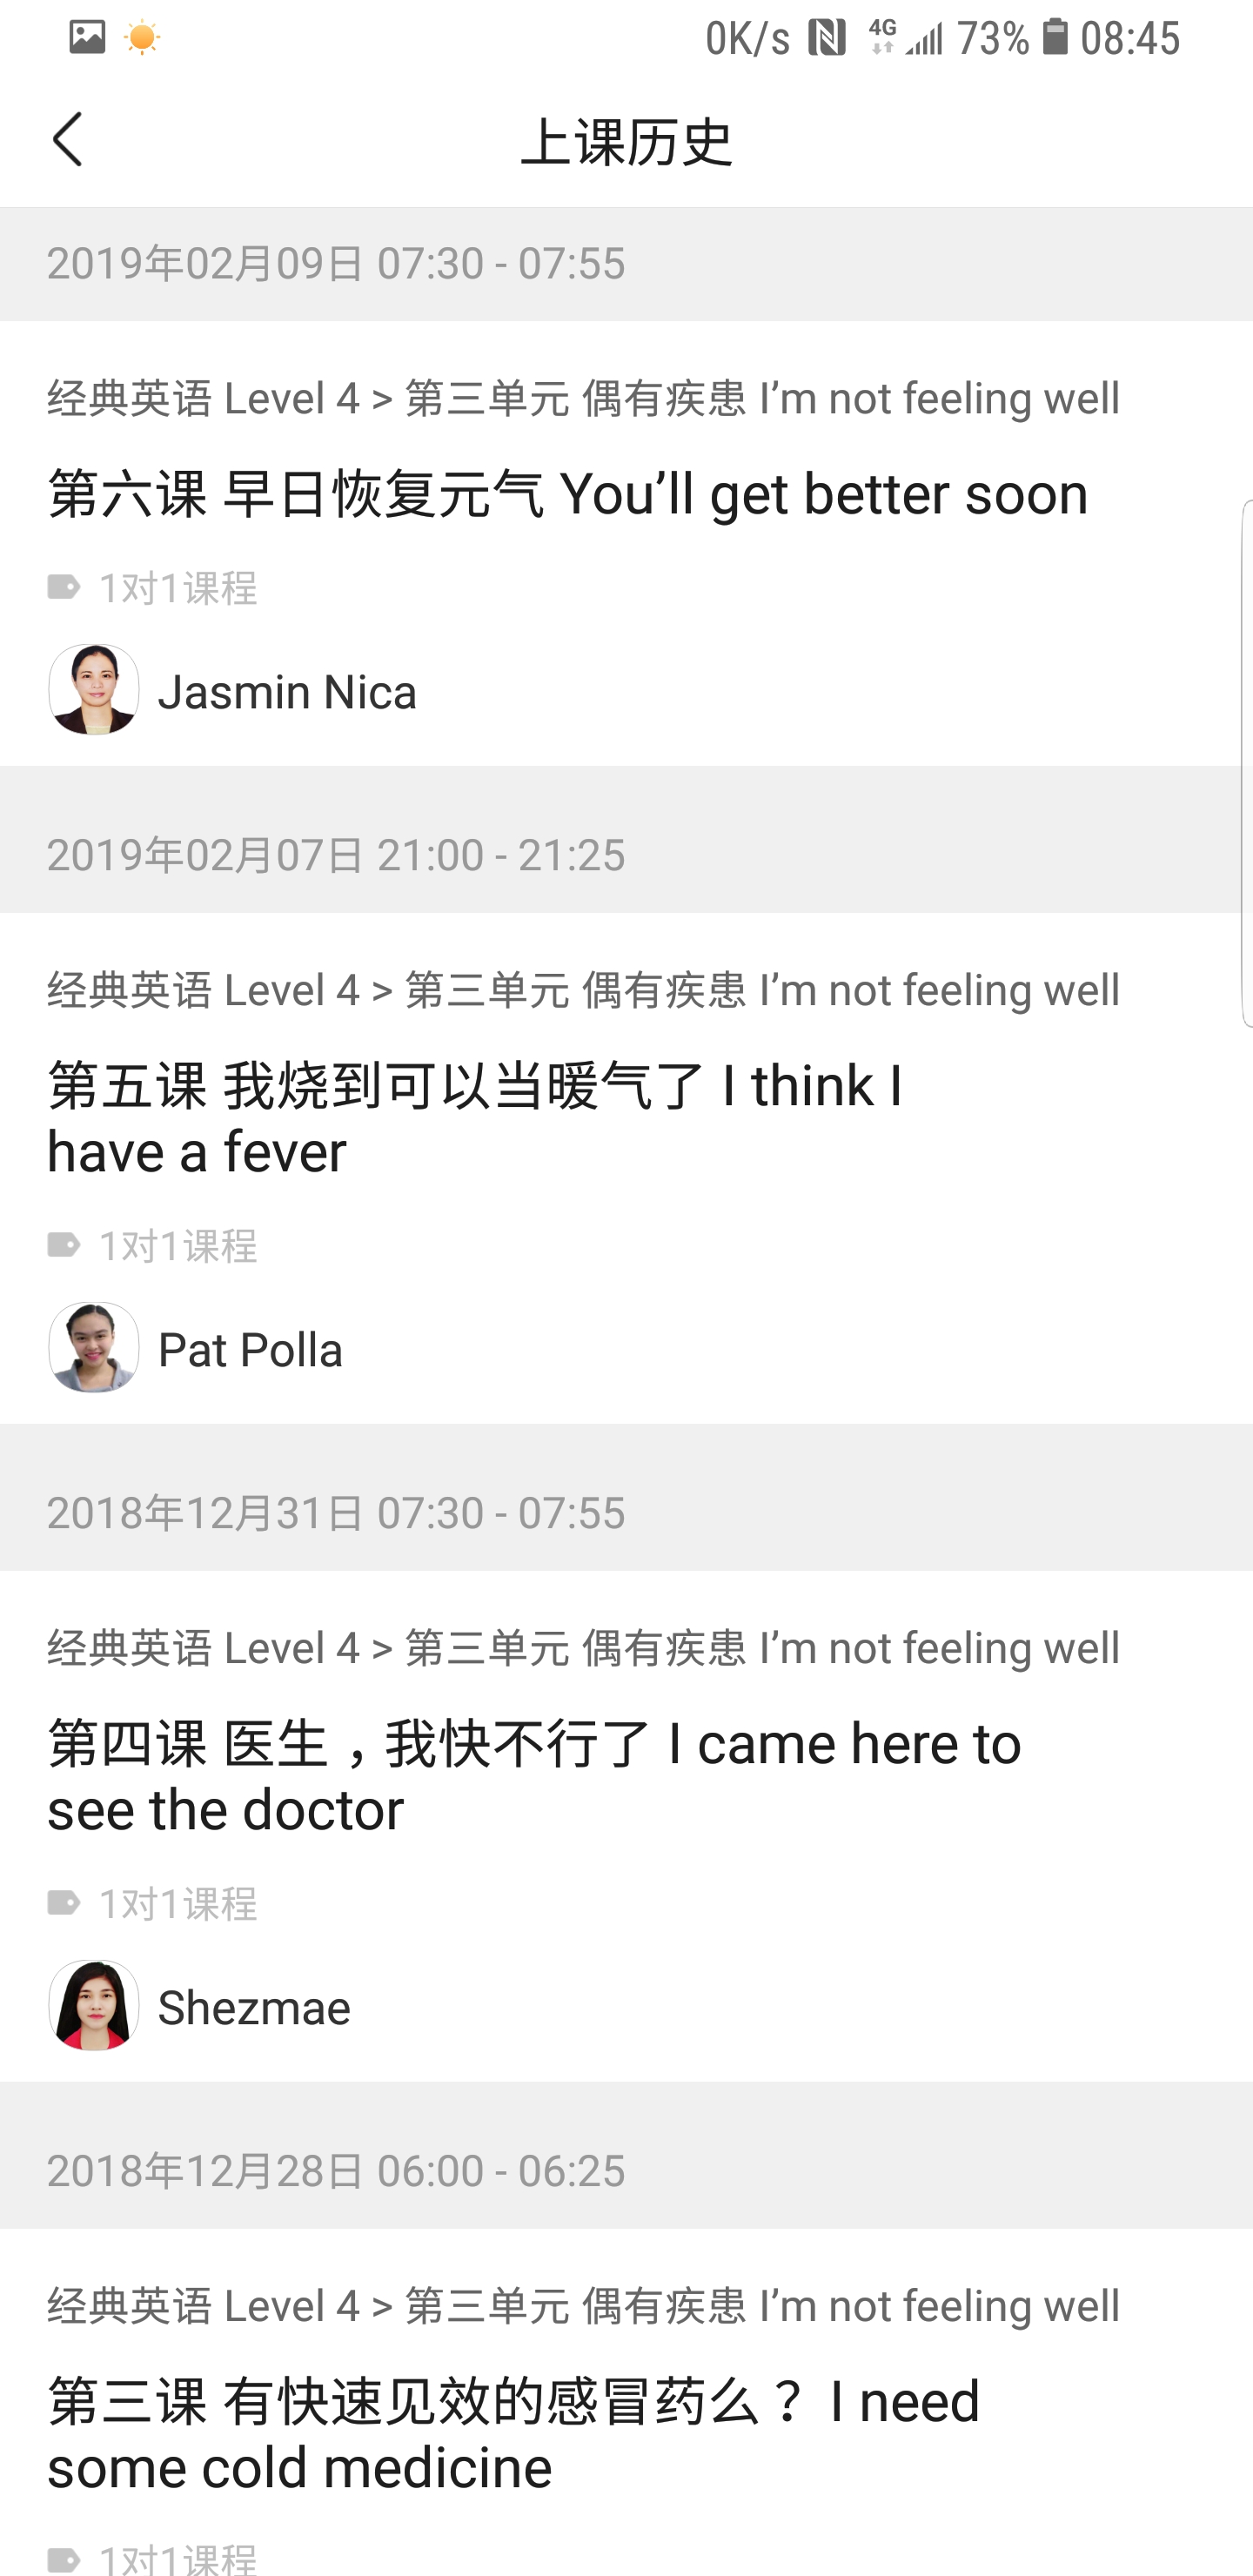 0K/s 4G 73% 08:45
上课历史
2019年02月09日 07:30 - 07:55
经典英语 Level 4 > 第三单元 偶有疾患 I’m not feeling well
第六课 早日恢复元气 You’ll get better soon
1对1课程
Jasmin Nica
2019年02月07日 21:00 - 21:25
经典英语 Level 4 > 第三单元 偶有疾患 I’m not feeling well
第五课 我烧到可以当暖气了 I think I
have a fever
1对1课程
Pat Polla
2018年12月31日 07:30 - 07:55
经典英语 Level 4 > 第三单元 偶有疾患 I’m not feeling well
第四课 医生，我快不行了 I came here to
see the doctor
1对1课程
Shezmae
2018年12月28日 06:00 - 06:25
经典英语 Level 4 > 第三单元 偶有疾患 I’m not feeling well
第三课 有快速见效的感冒药么？ I need
some cold medicine
1对1课程